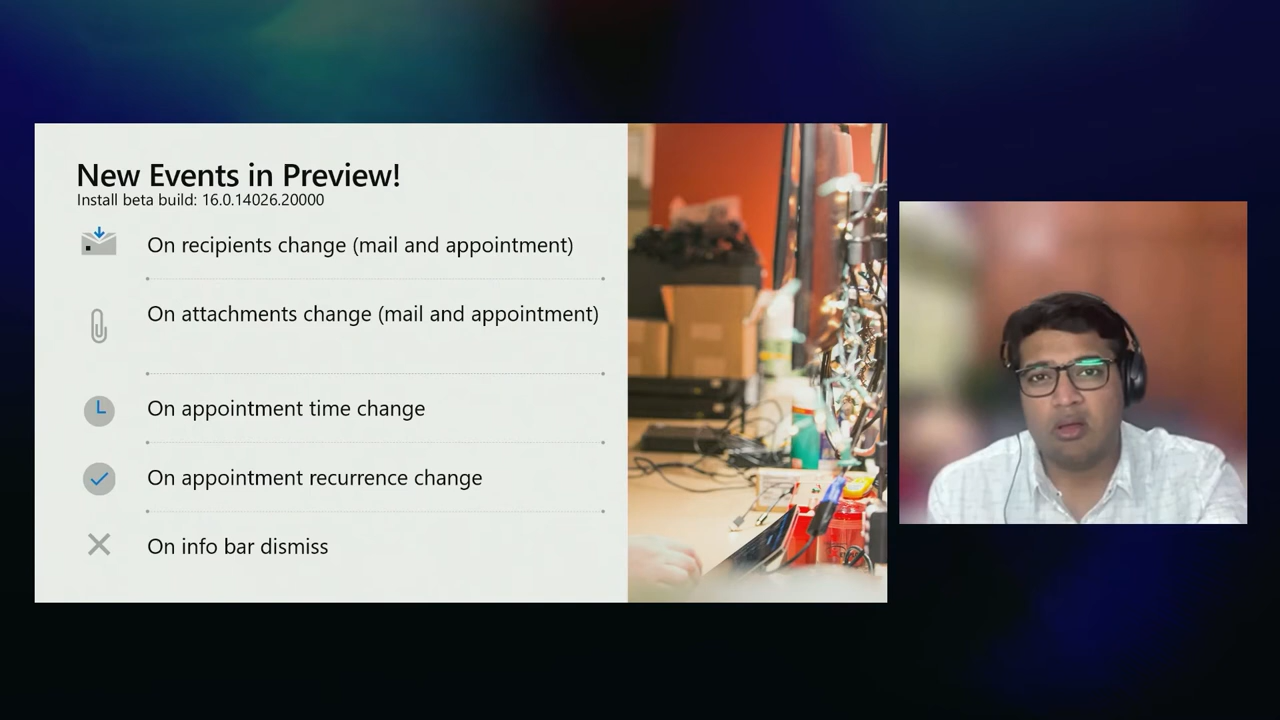 New Events in Preview!
Install beta build: 16.0.14026.20000
On recipients change (mail and appointment)
On attachments change (mail and appointment)
On appointment time change
On appointment recurrence change
On info bar dismiss